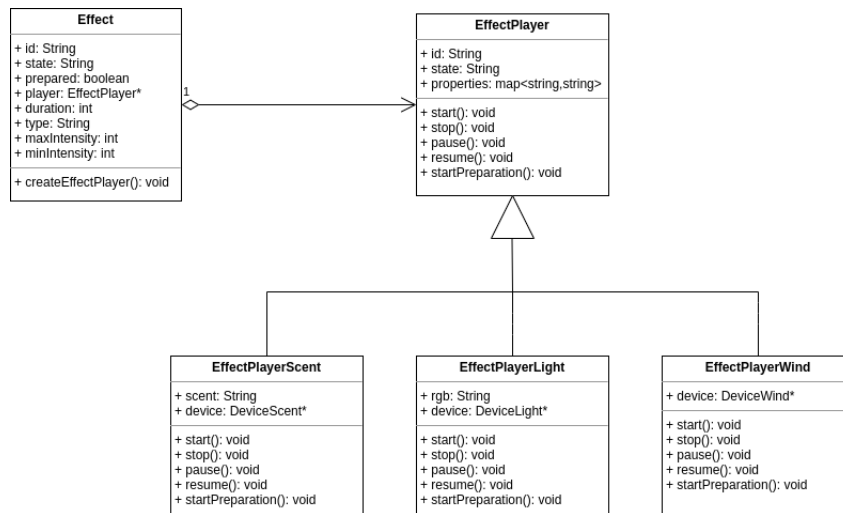 Effect
+ id: String
+ state: String
+ prepared: boolean
+ player: EffectPlayer*
+ duration: int
+ type: String
+ maxIntensity: int
+ minIntensity: int
+ createEffectPlayer(): void
1
EffectPlayer
+ id: String
+ state: String
+ properties: map<string,string>
+ start(): void
+ stop(): void
+ pause(): void
+ resume(): void
+ startPreparation(): void
EffectPlayerScent
+ scent: String
+ device: DeviceScent*
+ start(): void
+ stop(): void
+ pause(): void
+ resume(): void
+ startPreparation(): void
EffectPlayerLight
+ rgb: String
+ device: DeviceLight*
+ start(): void
+ stop(): void
+ pause(): void
+ resume(): void
+ startPreparation(): void
EffectPlayerWind
+ device: DeviceWind*
+ start(): void
+ stop(): void
+ pause(): void
+ resume(): void
+ startPreparation(): void